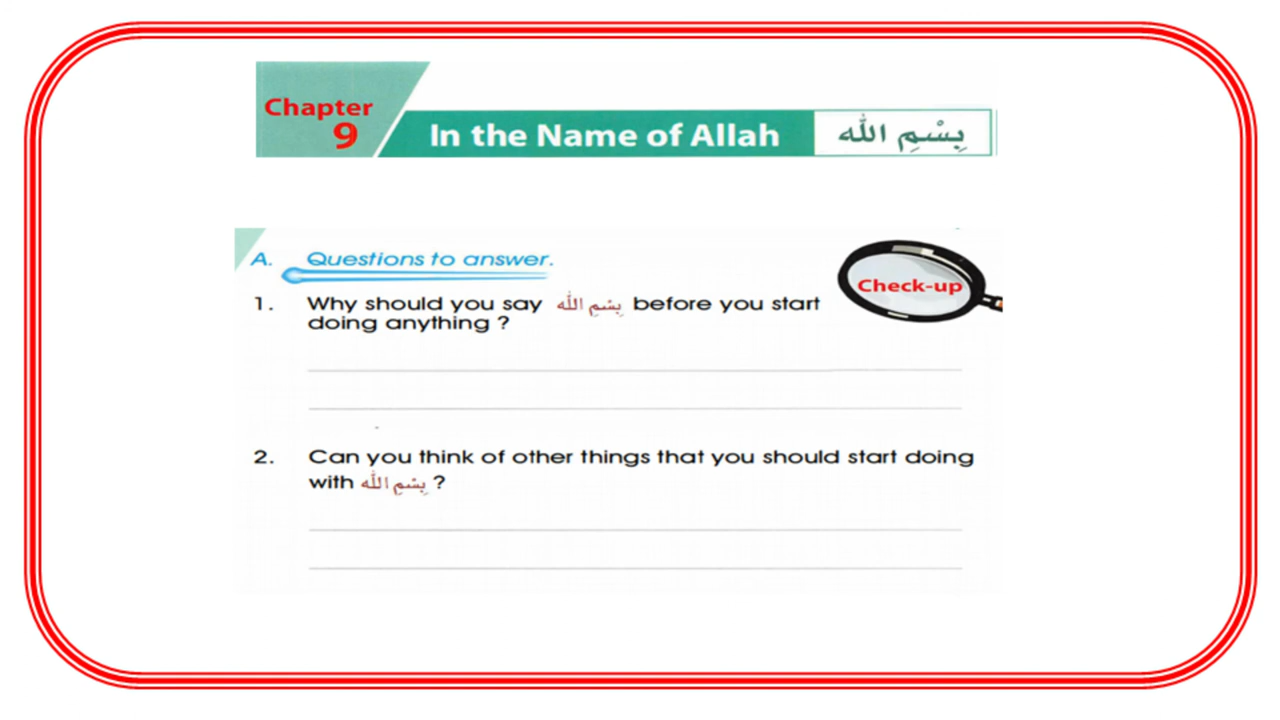 Chapter
9
In the Name of Allah
بِسْمِ اللّٰه
A. Questions to answer.
Check-up
1. Why should you say بِسْمِ اللّٰه before you start
doing anything ?
2. Can you think of other things that you should start doing
with بِسْمِ اللّٰه ?